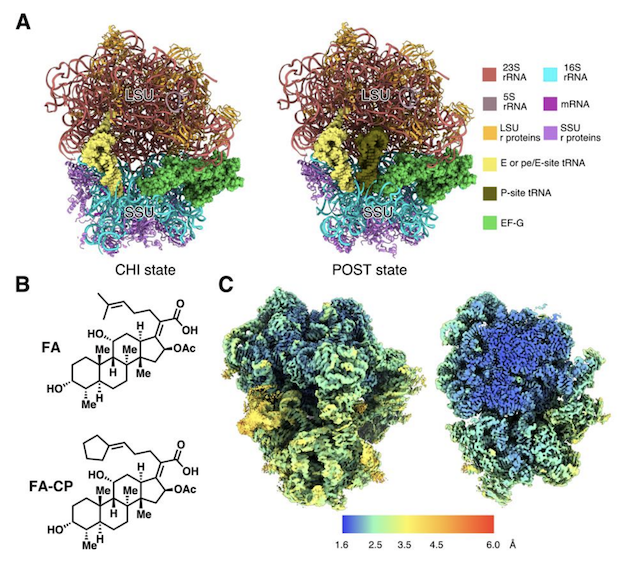 A
LSU
SSU
CHI state
LSU
SSU
POST state
23S
rRNA
16S
rRNA
5S
rRNA
mRNA
LSU
r proteins
SSU
r proteins
E or pe/E-site tRNA
P-site tRNA
EF-G
B
FA
O
OH
OAc
HO
H
Me
Me
H
Me
HO
H
Me
FA-CP
O
OH
OAc
HO
H
Me
Me
H
Me
HO
H
Me
C
1.6 2.5 3.5 4.5 6.0 Å